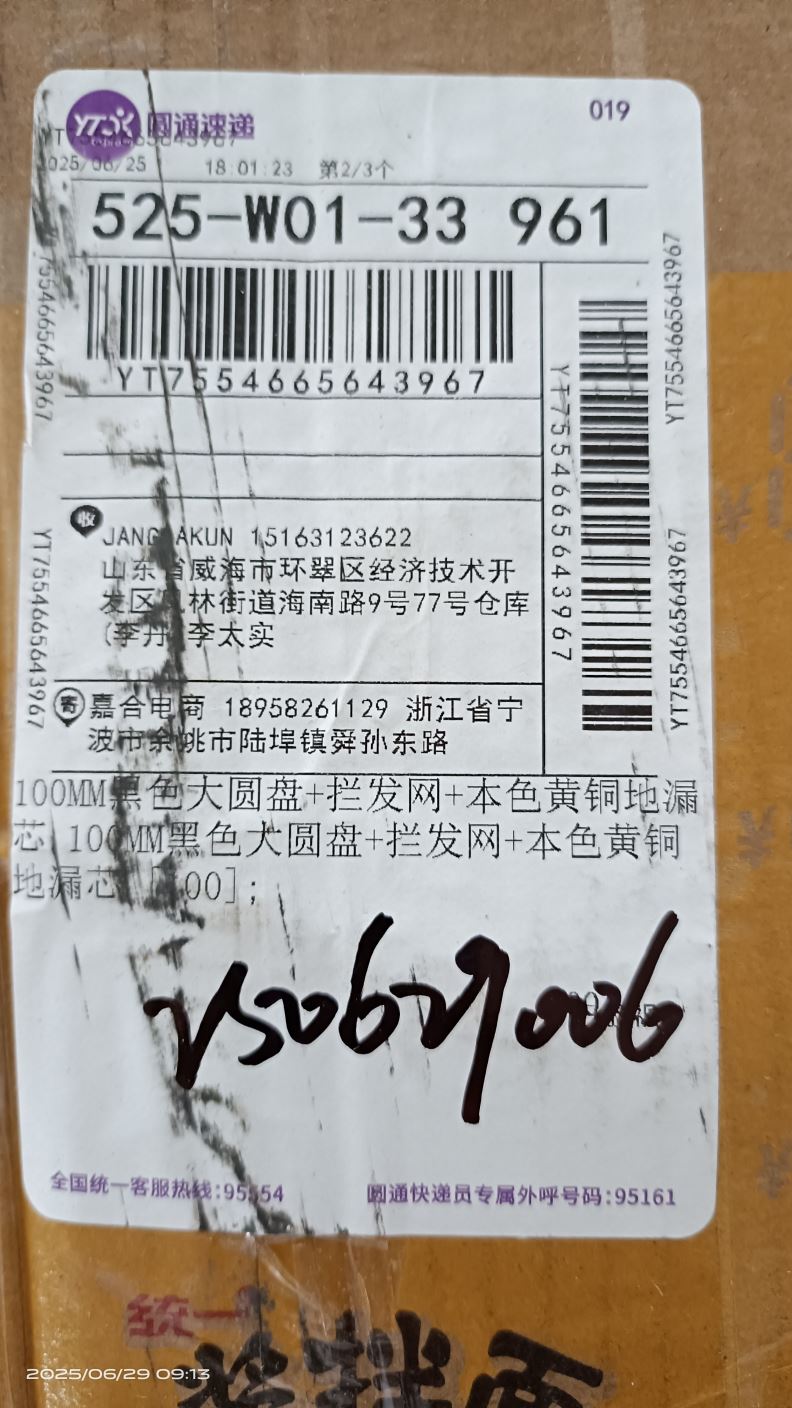 圆通速递
019
YT7554665643967
2025/06/25 18:01:23 第2/3个
525-W01-33 961
YT7554665643967
YT7554665643967
YT7554665643967
YT7554665643967
YT7554665643967
YT7554665643967
收
JANG AKUN 15163123622
山东省威海市环翠区经济技术开
发区 林街道海南路9号77号仓库
(李丹 李太实
寄
嘉合电商 18958261129 浙江省宁
波市余姚市陆埠镇舜孙东路
100MM黑色大圆盘+拦发网+本色黄铜地漏
芯, 100MM黑色大圆盘+拦发网+本色黄铜
地漏芯 00];
250629006
全国统一客服热线:95554 圆通快递员专属外呼号码:95161
统一
2025/06/29 09:13